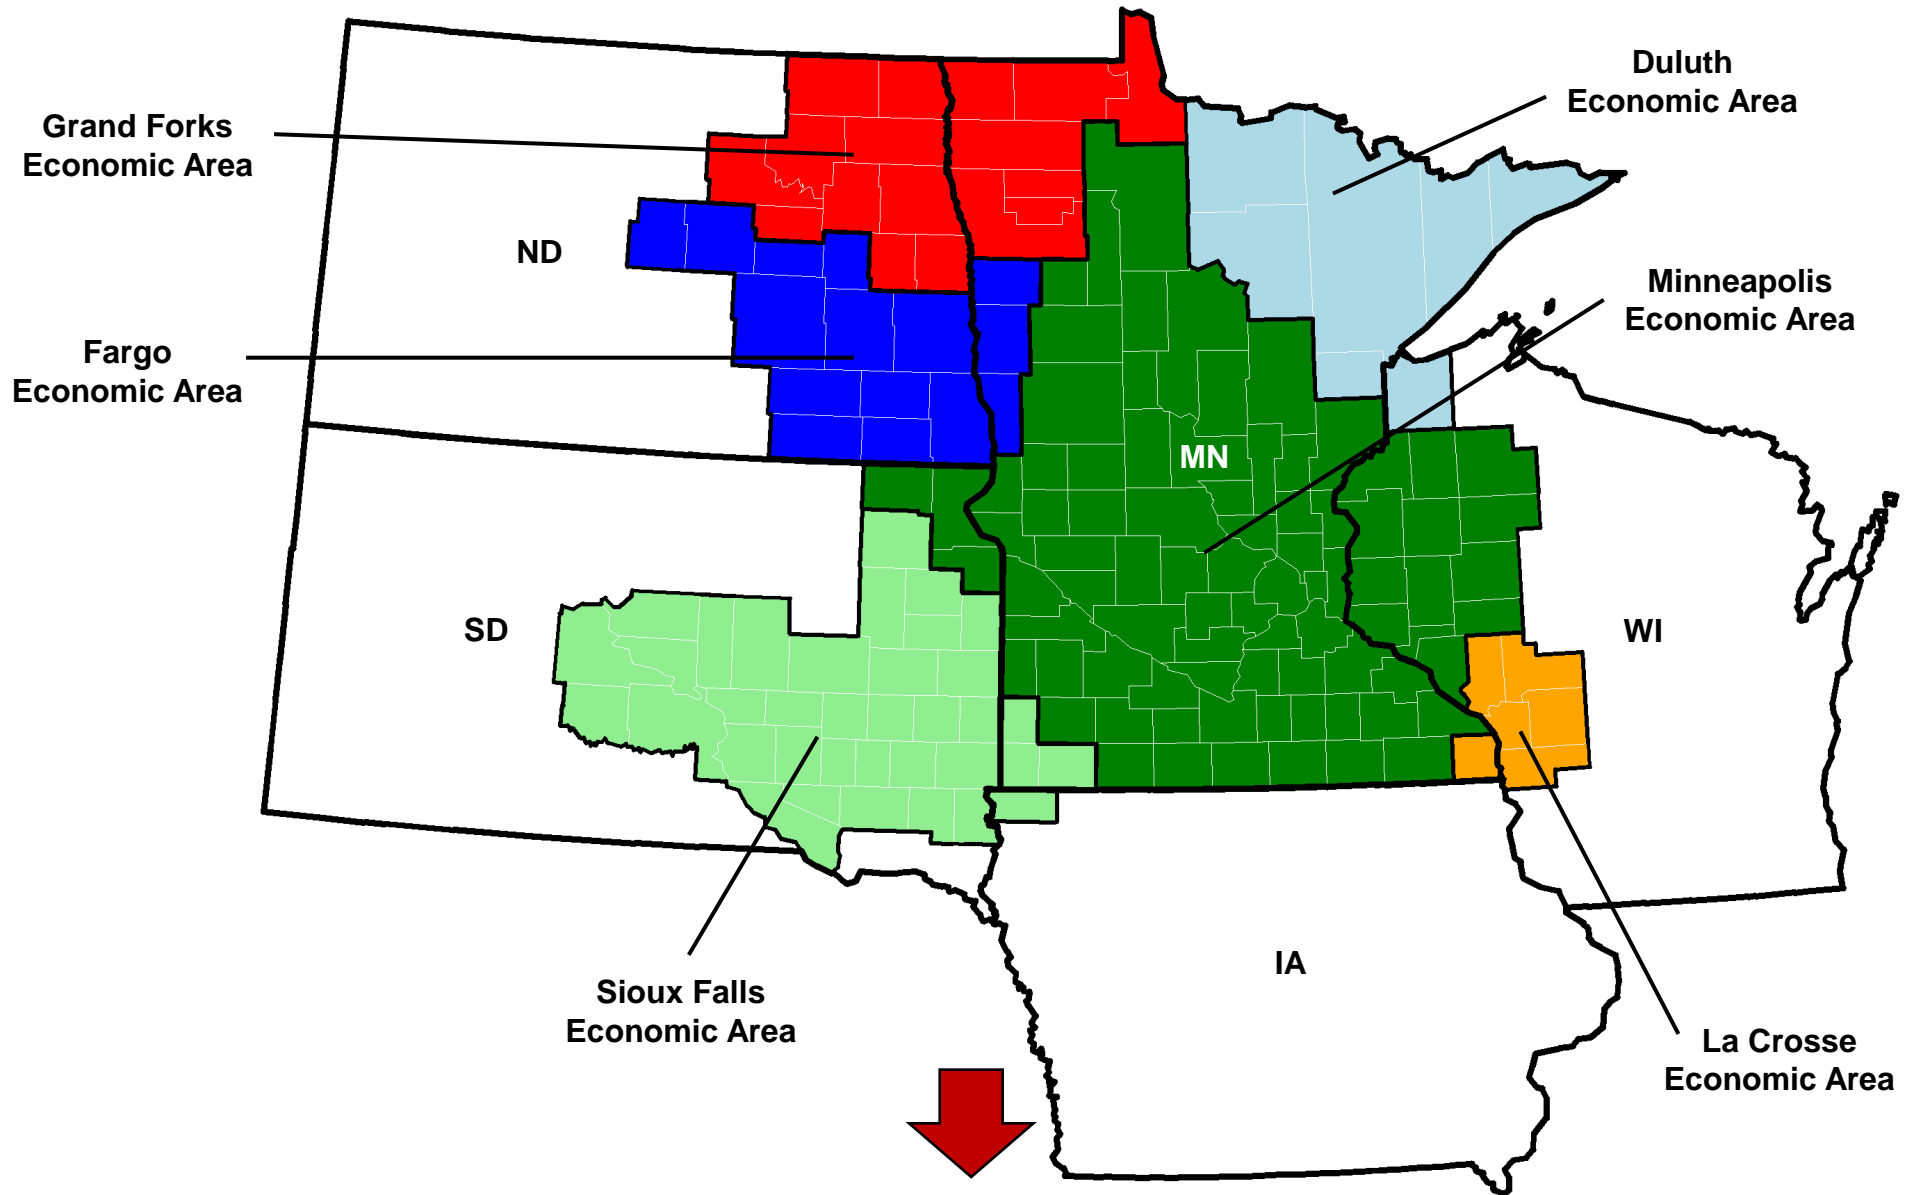 Duluth
Economic Area
Grand Forks
Economic Area
ND
Minneapolis
Economic Area
Fargo
Economic Area
MN
SD
WI
IA
Sioux Falls
Economic Area
La Crosse
Economic Area